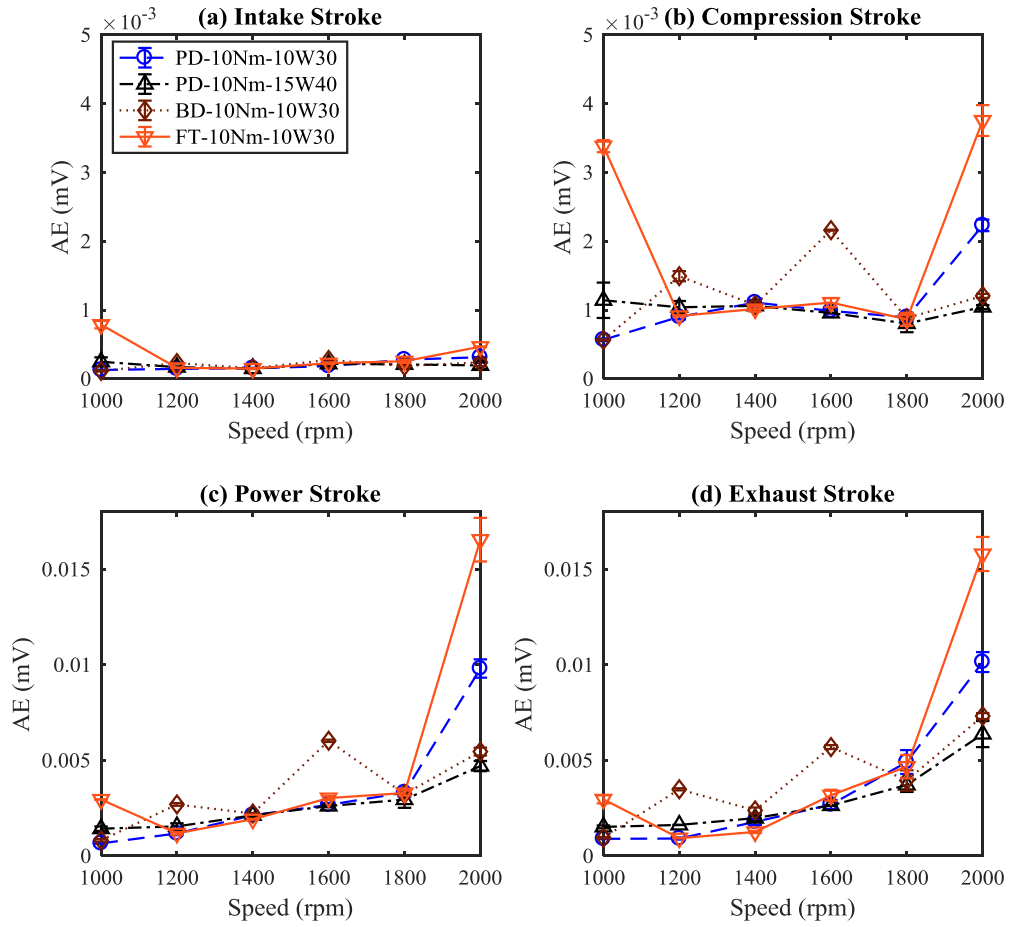 (a) Intake Stroke
× 10⁻³
5
4
3
2
1
0
AE (mV)
PD-10Nm-10W30
PD-10Nm-15W40
BD-10Nm-10W30
FT-10Nm-10W30
1000 1200 1400 1600 1800 2000
Speed (rpm)
(b) Compression Stroke
× 10⁻³
5
4
3
2
1
0
AE (mV)
1000 1200 1400 1600 1800 2000
Speed (rpm)
(c) Power Stroke
0.015
0.01
0.005
0
AE (mV)
1000 1200 1400 1600 1800 2000
Speed (rpm)
(d) Exhaust Stroke
0.015
0.01
0.005
0
AE (mV)
1000 1200 1400 1600 1800 2000
Speed (rpm)